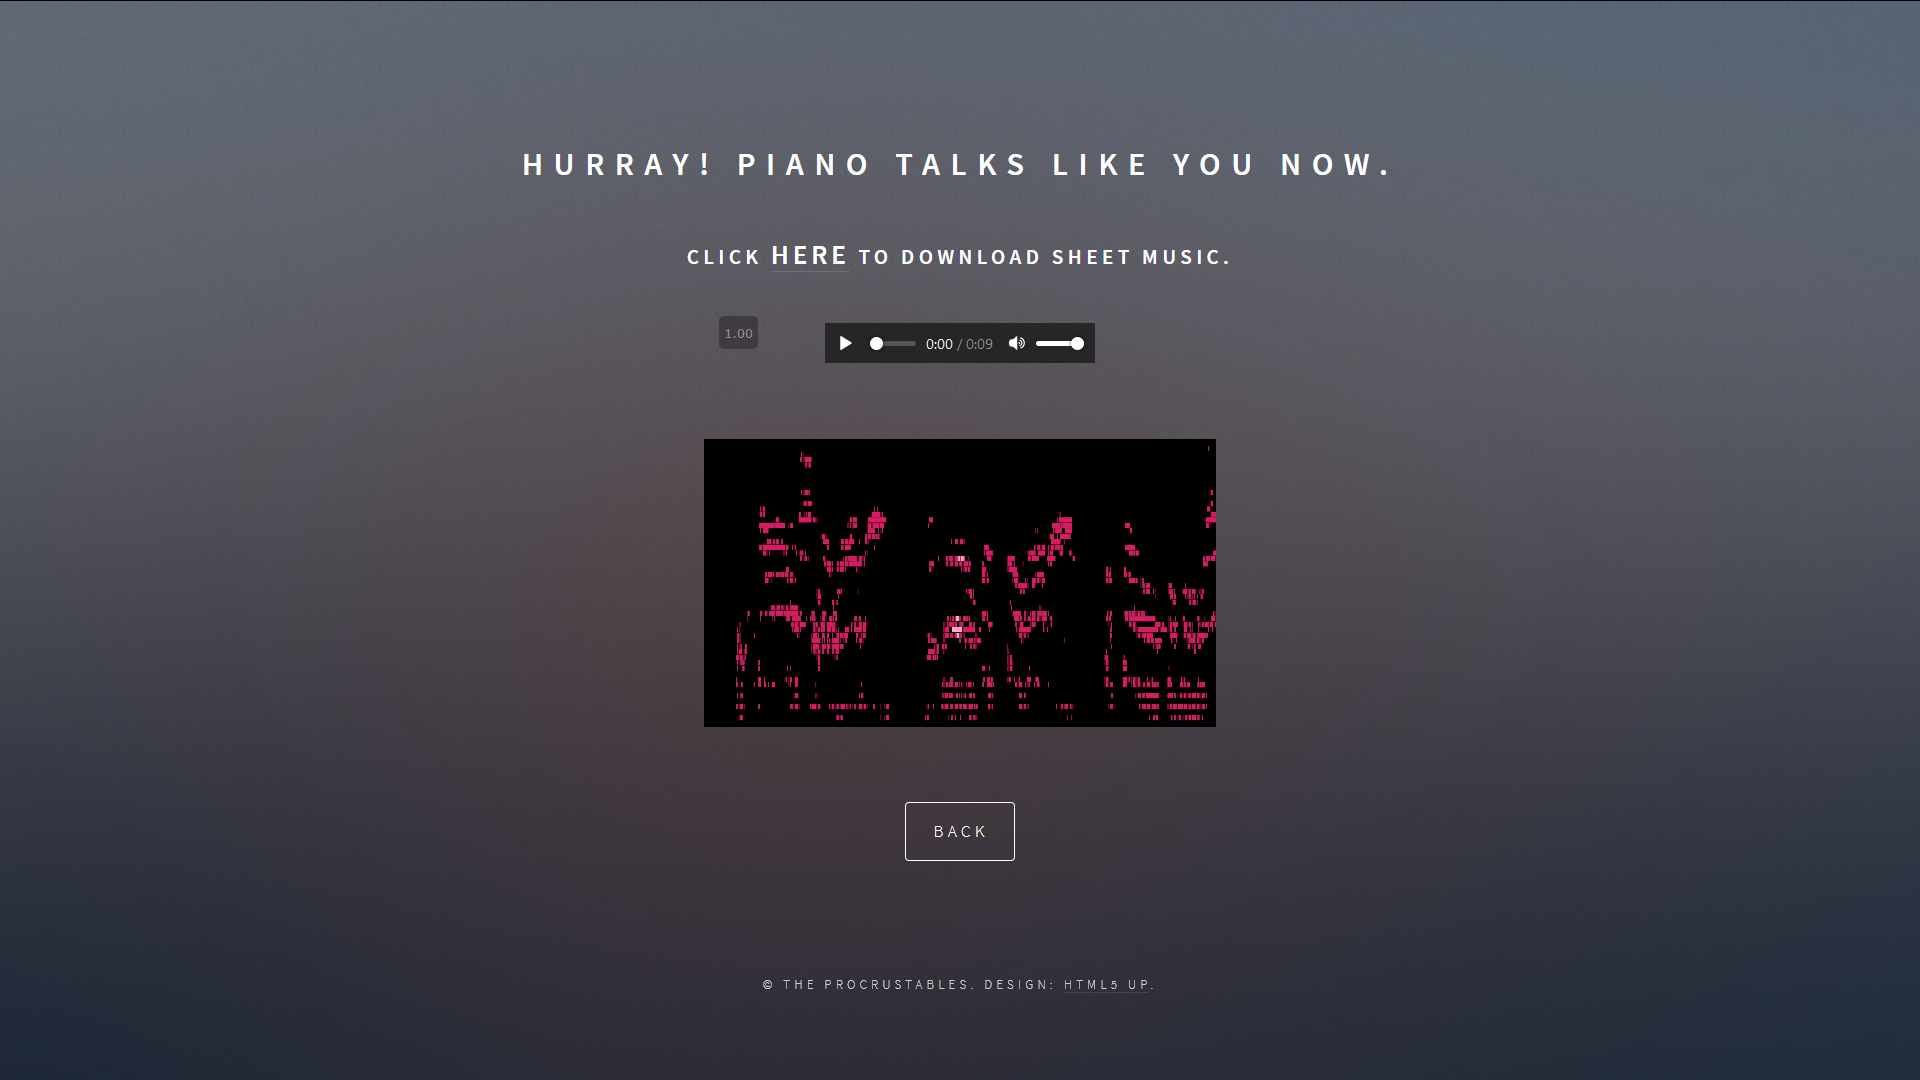 HURRAY! PIANO TALKS LIKE YOU NOW.
CLICK HERE TO DOWNLOAD SHEET MUSIC.
1.00
0:00 / 0:09
BACK
© THE PROCRUSTABLES. DESIGN: HTML5 UP.